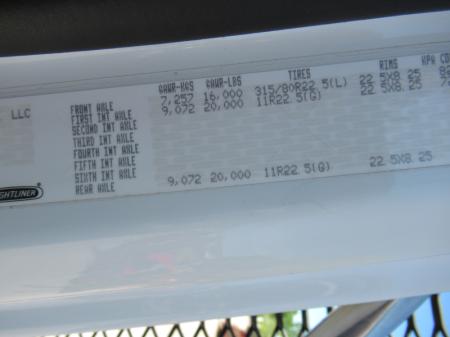 GAWR-KGS GAWR-LBS TIRES RIMS KPA
FRONT AXLE 7,257 16,000 315/80R22.5(L) 22.5X8.25
LLC FIRST INT AXLE 9,072 20,000 11R22.5(G) 22.5X8.25
SECOND INT AXLE
THIRD INT AXLE
FOURTH INT AXLE
FIFTH INT AXLE
SIXTH INT AXLE
REAR AXLE 9,072 20,000 11R22.5(G) 22.5X8.25
GHTLINER